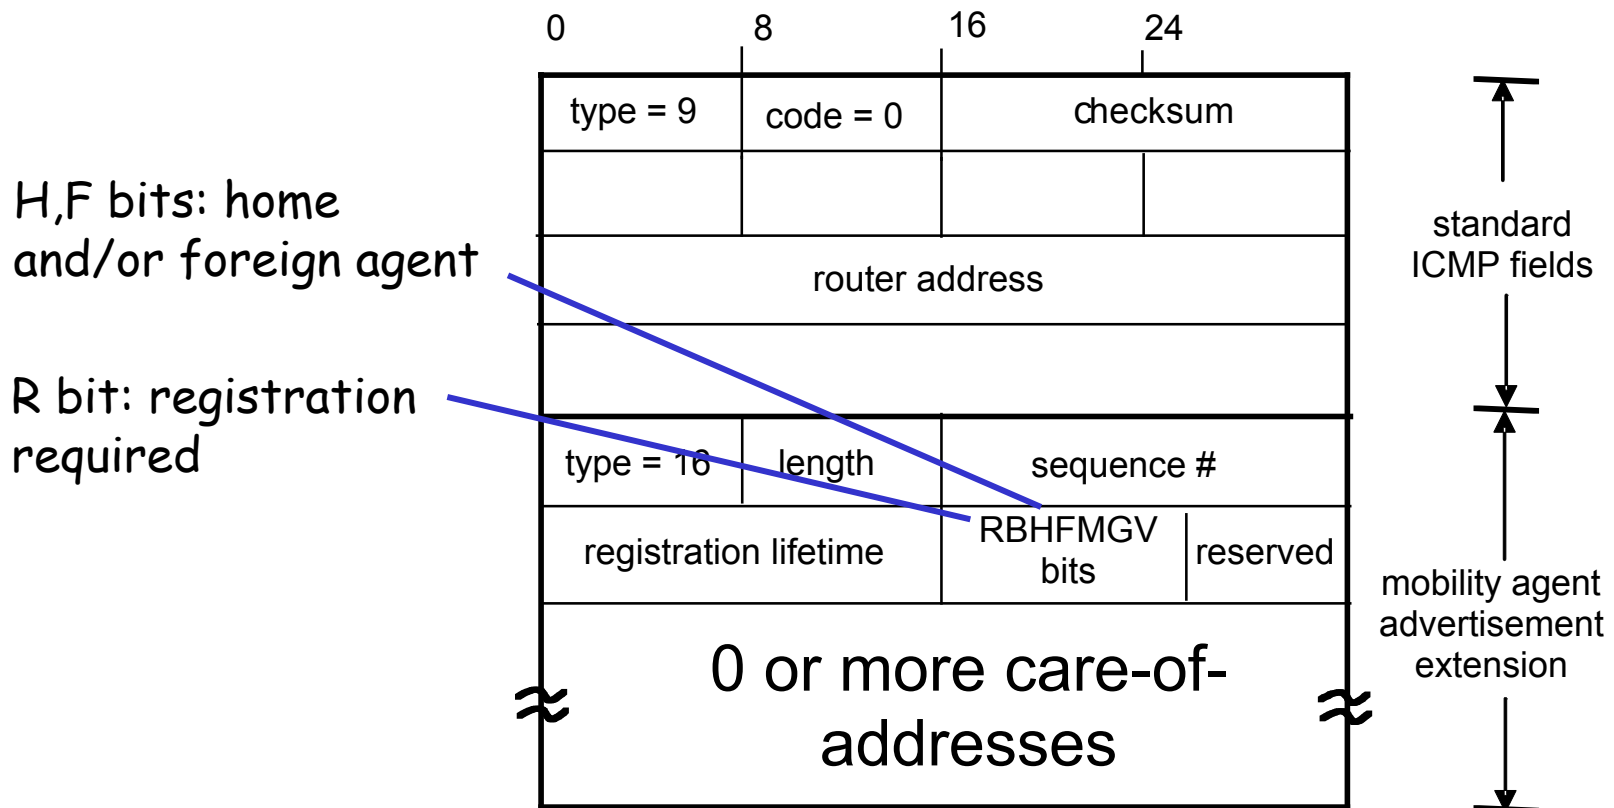 0 8 16 24
type = 9 code = 0 checksum
H,F bits: home
and/or foreign agent
standard
ICMP fields
router address
R bit: registration
required
type = 16 length sequence #
registration lifetime RBHFMGV
bits reserved
mobility agent
advertisement
extension
0 or more care-of-
addresses